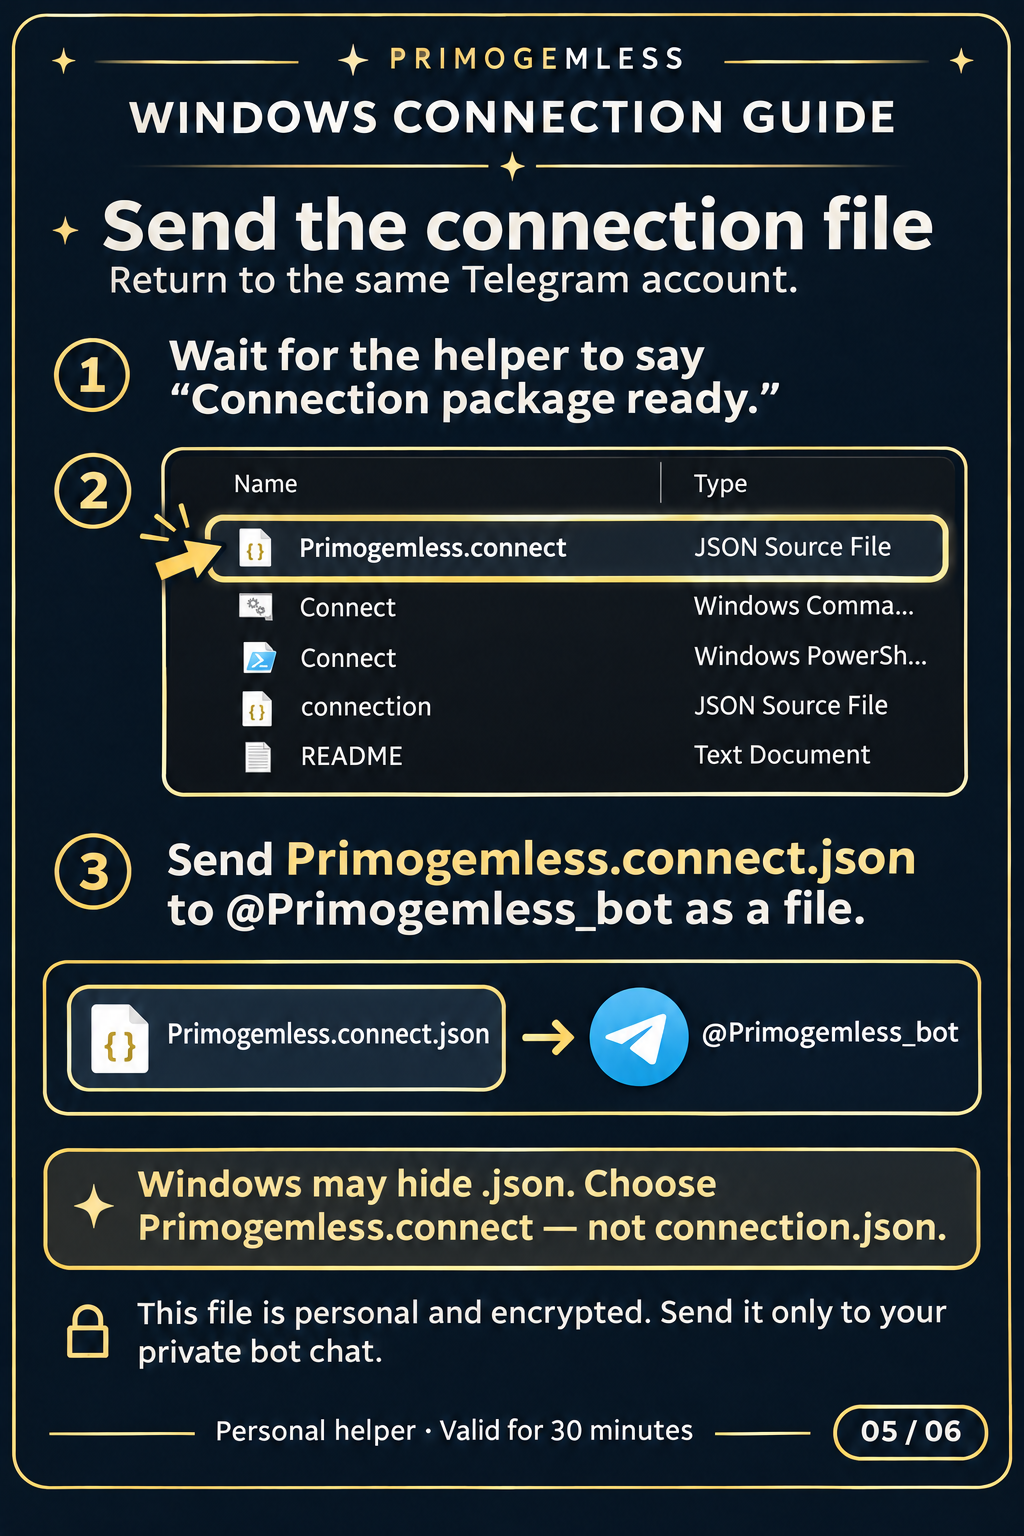 PRIMOGEMLESS
WINDOWS CONNECTION GUIDE
Send the connection file
Return to the same Telegram account.
1
Wait for the helper to say
“Connection package ready.”
2
Name Type
{} Primogemless.connect JSON Source File
Connect Windows Comma...
Connect Windows PowerSh...
{} connection JSON Source File
README Text Document
3
Send Primogemless.connect.json
to @Primogemless_bot as a file.
{} Primogemless.connect.json → @Primogemless_bot
Windows may hide .json. Choose
Primogemless.connect — not connection.json.
This file is personal and encrypted. Send it only to your
private bot chat.
Personal helper · Valid for 30 minutes
05 / 06